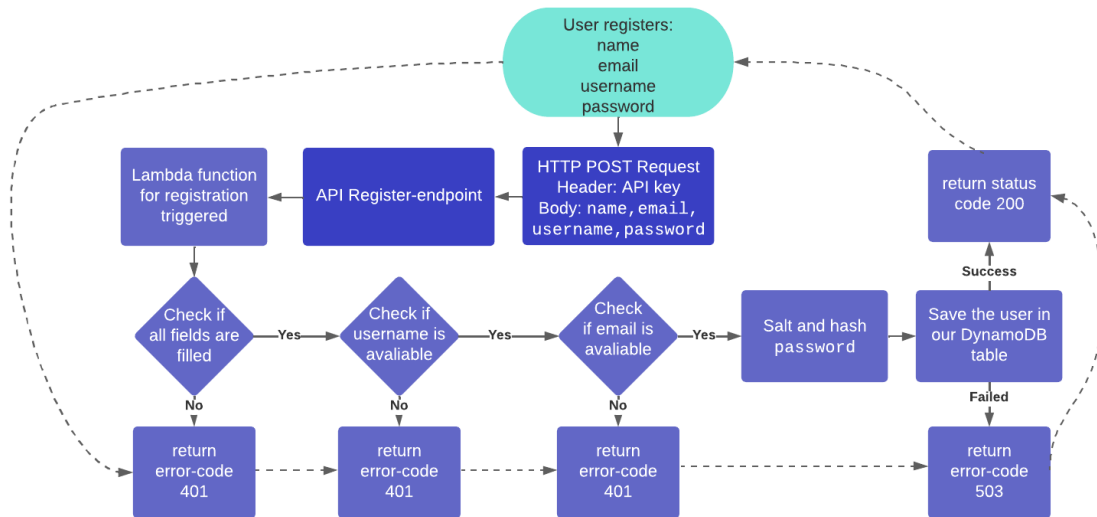 User registers:
name
email
username
password
HTTP POST Request
Header: API key
Body: name,email,
username,password
API Register-endpoint
Lambda function
for registration
triggered
return status
code 200
Success
Check if
all fields are
filled
Yes
Check if
username is
avaliable
Yes
Check
if email is
avaliable
Yes
Salt and hash
password
Save the user in
our DynamoDB
table
No
No
No
Failed
return
error-code
401
return
error-code
401
return
error-code
401
return
error-code
503